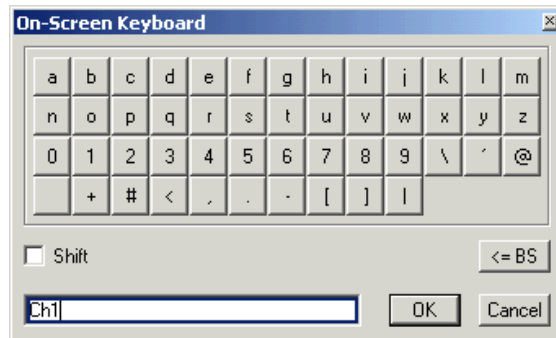 On-Screen Keyboard
a b c d e f g h i j k l m
n o p q r s t u v w x y z
0 1 2 3 4 5 6 7 8 9 \ ´ @
+ # < , . - [ ] |
Shift <= BS
Ch1 OK Cancel